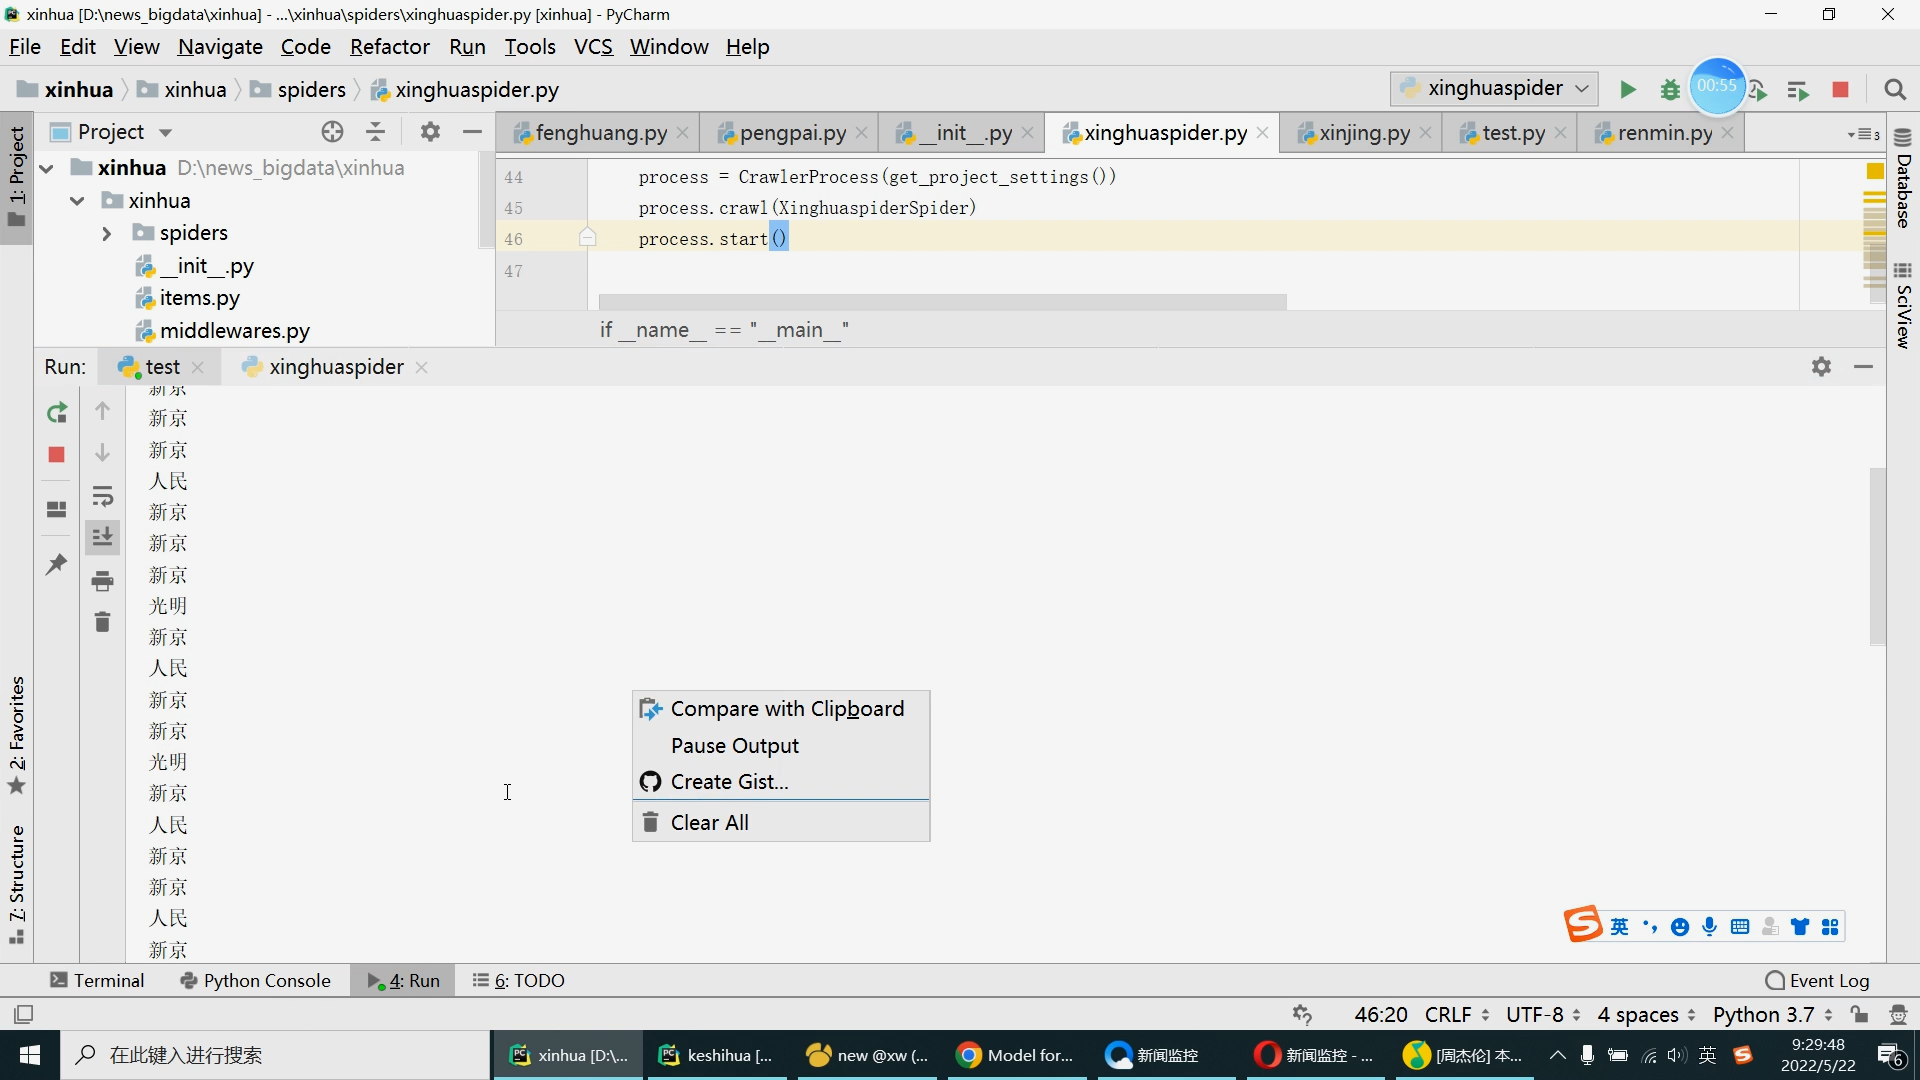 xinhua [D:\news_bigdata\xinhua] - ...\xinhua\spiders\xinghuaspider.py [xinhua] - PyCharm
File Edit View Navigate Code Refactor Run Tools VCS Window Help
xinhua xinhua spiders xinghuaspider.py xinghuaspider 00:55
1: Project
Project
fenghuang.py pengpai.py __init__.py xinghuaspider.py xinjing.py test.py renmin.py 3
Database
SciView
xinhua D:\news_bigdata\xinhua
xinhua
spiders
__init__.py
items.py
middlewares.py
44 process = CrawlerProcess(get_project_settings())
45 process.crawl(XinghuaspiderSpider)
46 process.start()
47
if __name__ == "__main__"
Run: test xinghuaspider
新京
新京
新京
人民
新京
新京
新京
光明
新京
人民
新京
新京
光明
新京
人民
新京
新京
人民
新京
Compare with Clipboard
Pause Output
Create Gist...
Clear All
2: Favorites
7: Structure
英
Terminal Python Console 4: Run 6: TODO Event Log
46:20 CRLF UTF-8 4 spaces Python 3.7
在此键入进行搜索 xinhua [D:\... keshihua [... new @xw (... Model for... 新闻监控 新闻监控 - ... [周杰伦] 本... 英 9:29:48
2022/5/22 6